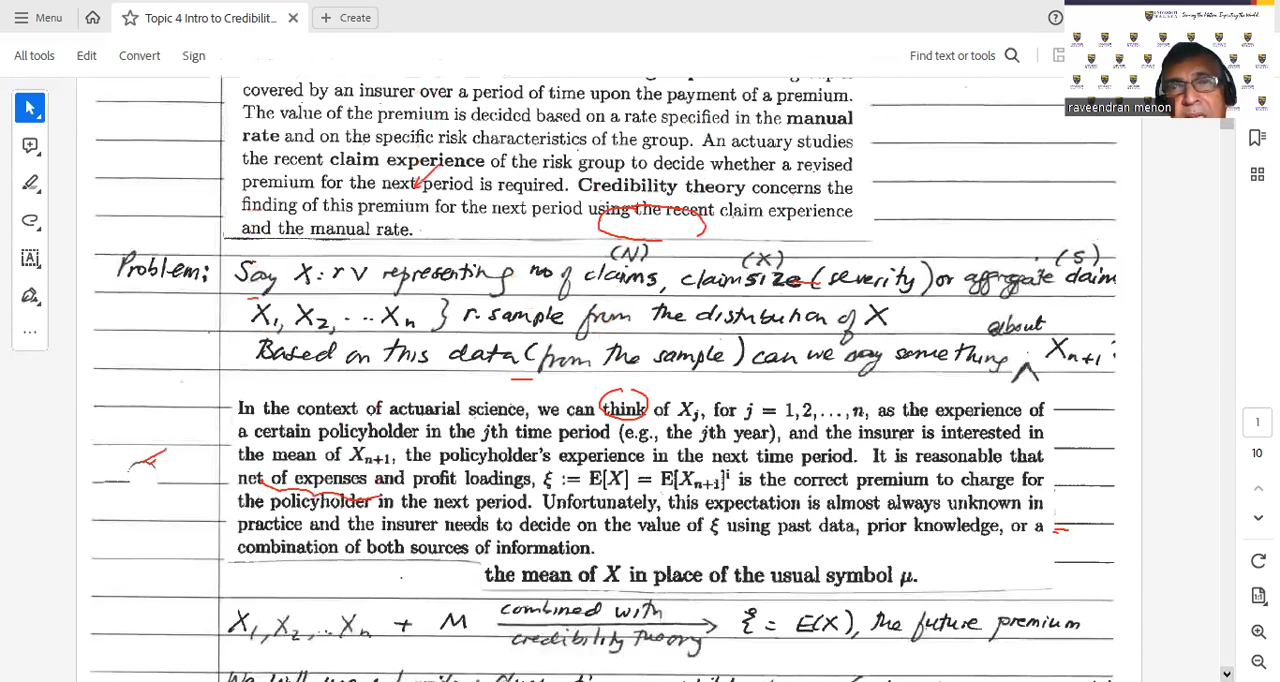 Menu
Topic 4 Intro to Credibilit...
Create
All tools Edit Convert Sign
Find text or tools
raveendran menon
covered by an insurer over a period of time upon the payment of a premium.
The value of the premium is decided based on a rate specified in the manual
rate and on the specific risk characteristics of the group. An actuary studies
the recent claim experience of the risk group to decide whether a revised
premium for the next period is required. Credibility theory concerns the
finding of this premium for the next period using the recent claim experience
and the manual rate.
(N) (X) (S)
Problem: Say X: rv representing no of claims, claim size (severity) or aggregate claim
X1, X2, ... Xn } r. sample from the distribution of X
about
Based on this data (from the sample) can we say something Xn+1
In the context of actuarial science, we can think of Xj, for j = 1, 2, ..., n, as the experience of
a certain policyholder in the jth time period (e.g., the jth year), and the insurer is interested in
the mean of Xn+1, the policyholder's experience in the next time period. It is reasonable that
net of expenses and profit loadings, ξ := E[X] = E[Xn+1]i is the correct premium to charge for
the policyholder in the next period. Unfortunately, this expectation is almost always unknown in
practice and the insurer needs to decide on the value of ξ using past data, prior knowledge, or a
combination of both sources of information.
the mean of X in place of the usual symbol μ.
combined with
X1, X2, ... Xn + M ξ = E(X), the future premium
credibility theory
1
10